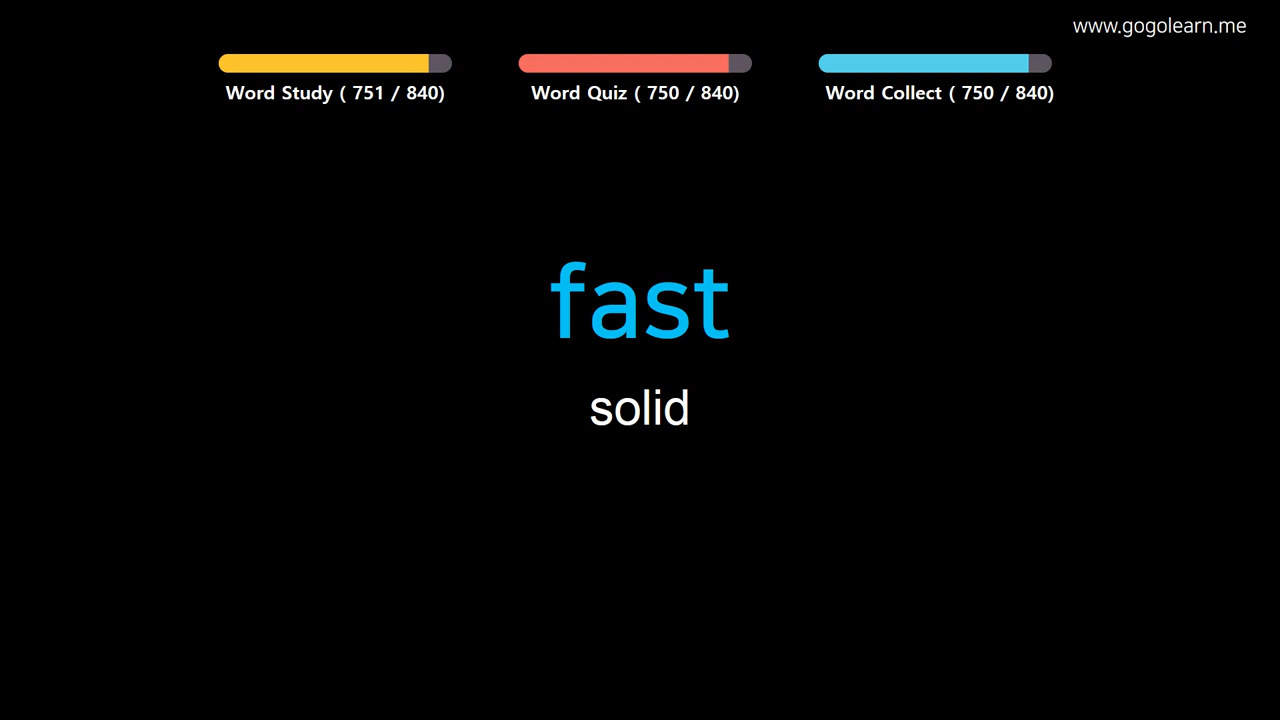 www.gogolearn.me
Word Study ( 751 / 840)
Word Quiz ( 750 / 840)
Word Collect ( 750 / 840)
fast
solid